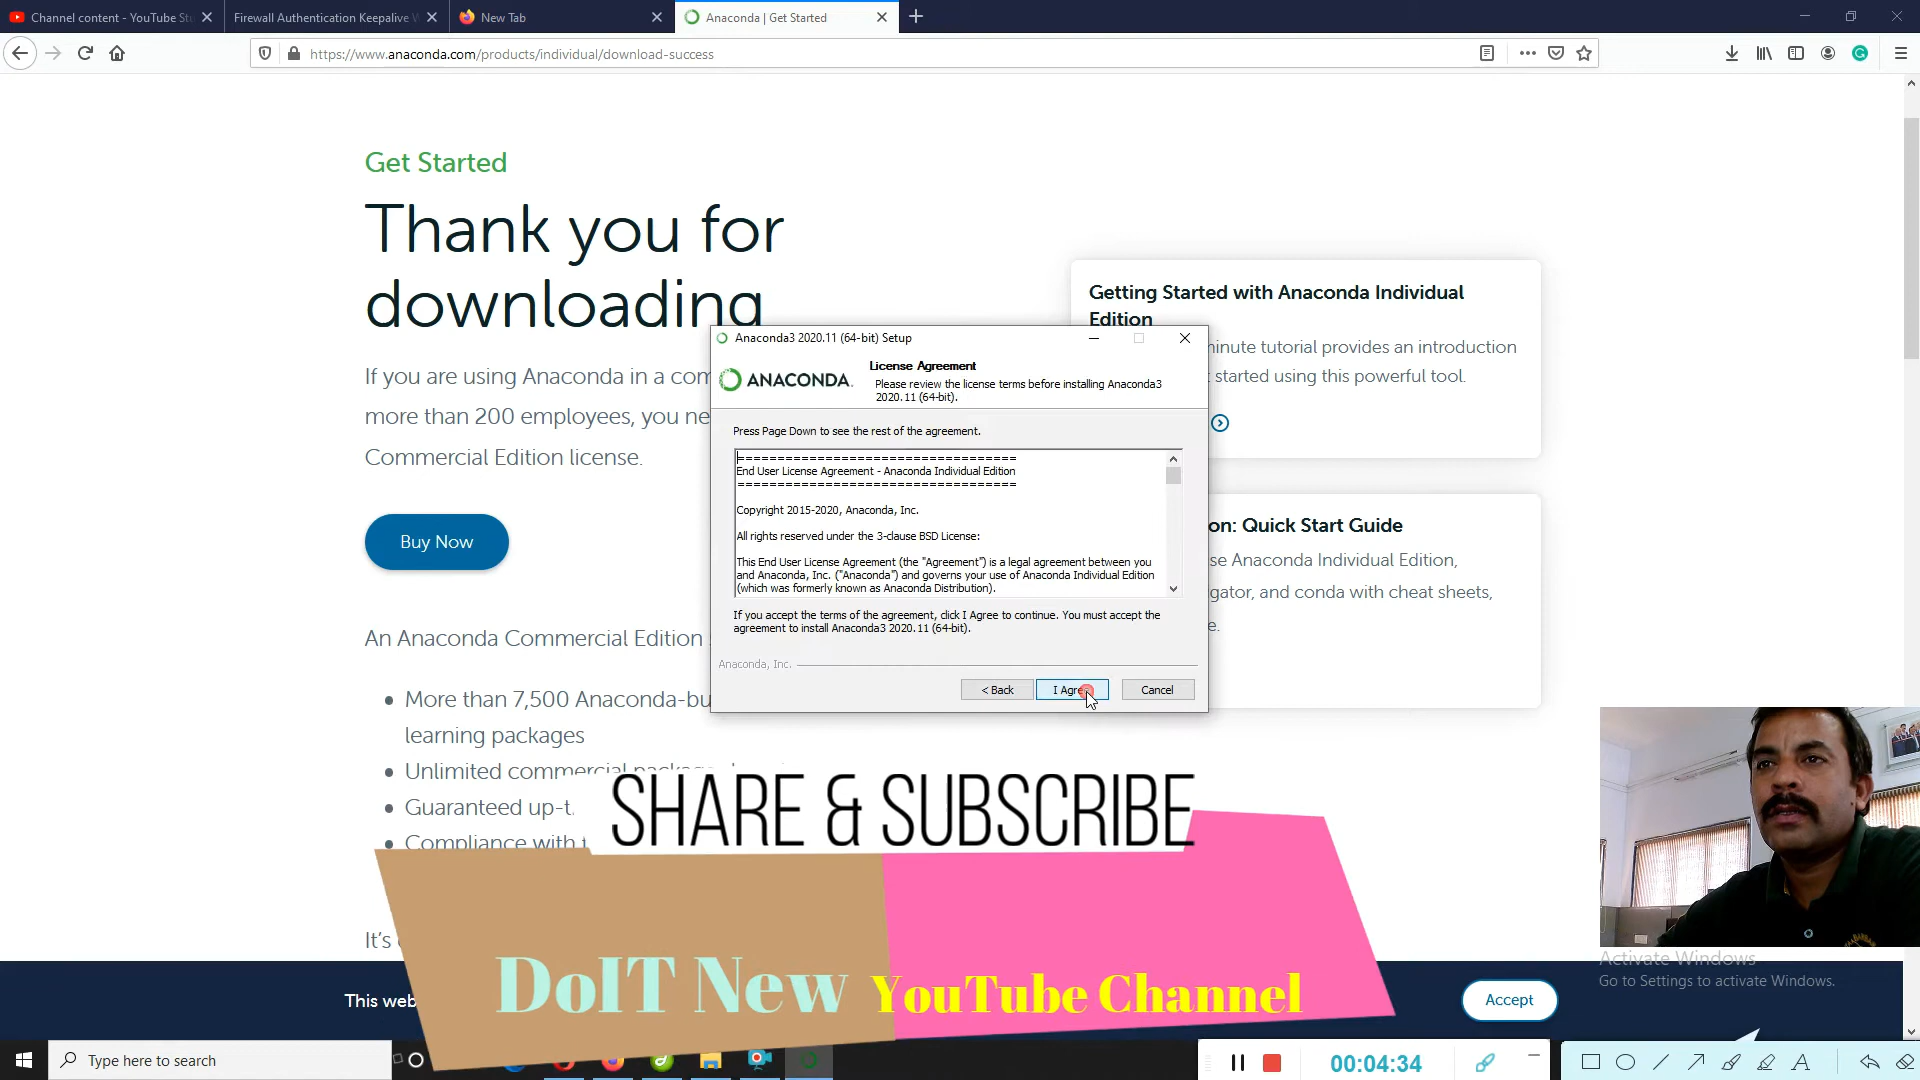 Channel content - YouTube St
Firewall Authentication Keepalive
New Tab
Anaconda | Get Started
https://www.anaconda.com/products/individual/download-success
Get Started
Thank you for
downloading
If you are using Anaconda in a com
more than 200 employees, you ne
Commercial Edition license.
Buy Now
An Anaconda Commercial Edition
More than 7,500 Anaconda-bu
learning packages
Unlimited commercial
Guaranteed up-t
Compliance with
It's
This web
Accept
Getting Started with Anaconda Individual
Edition
minute tutorial provides an introduction
started using this powerful tool.
on: Quick Start Guide
se Anaconda Individual Edition,
gator, and conda with cheat sheets,
e.
Anaconda3 2020.11 (64-bit) Setup
ANACONDA.
License Agreement
Please review the license terms before installing Anaconda3
2020.11 (64-bit).
Press Page Down to see the rest of the agreement.
===================================
End User License Agreement - Anaconda Individual Edition
===================================
Copyright 2015-2020, Anaconda, Inc.
All rights reserved under the 3-clause BSD License:
This End User License Agreement (the "Agreement") is a legal agreement between you
and Anaconda, Inc. ("Anaconda") and governs your use of Anaconda Individual Edition
(which was formerly known as Anaconda Distribution).
If you accept the terms of the agreement, click I Agree to continue. You must accept the
agreement to install Anaconda3 2020.11 (64-bit).
Anaconda, Inc.
< Back
I Agree
Cancel
SHARE & SUBSCRIBE
DoIT New YouTube Channel
Activate Windows
Go to Settings to activate Windows.
Type here to search
00:04:34